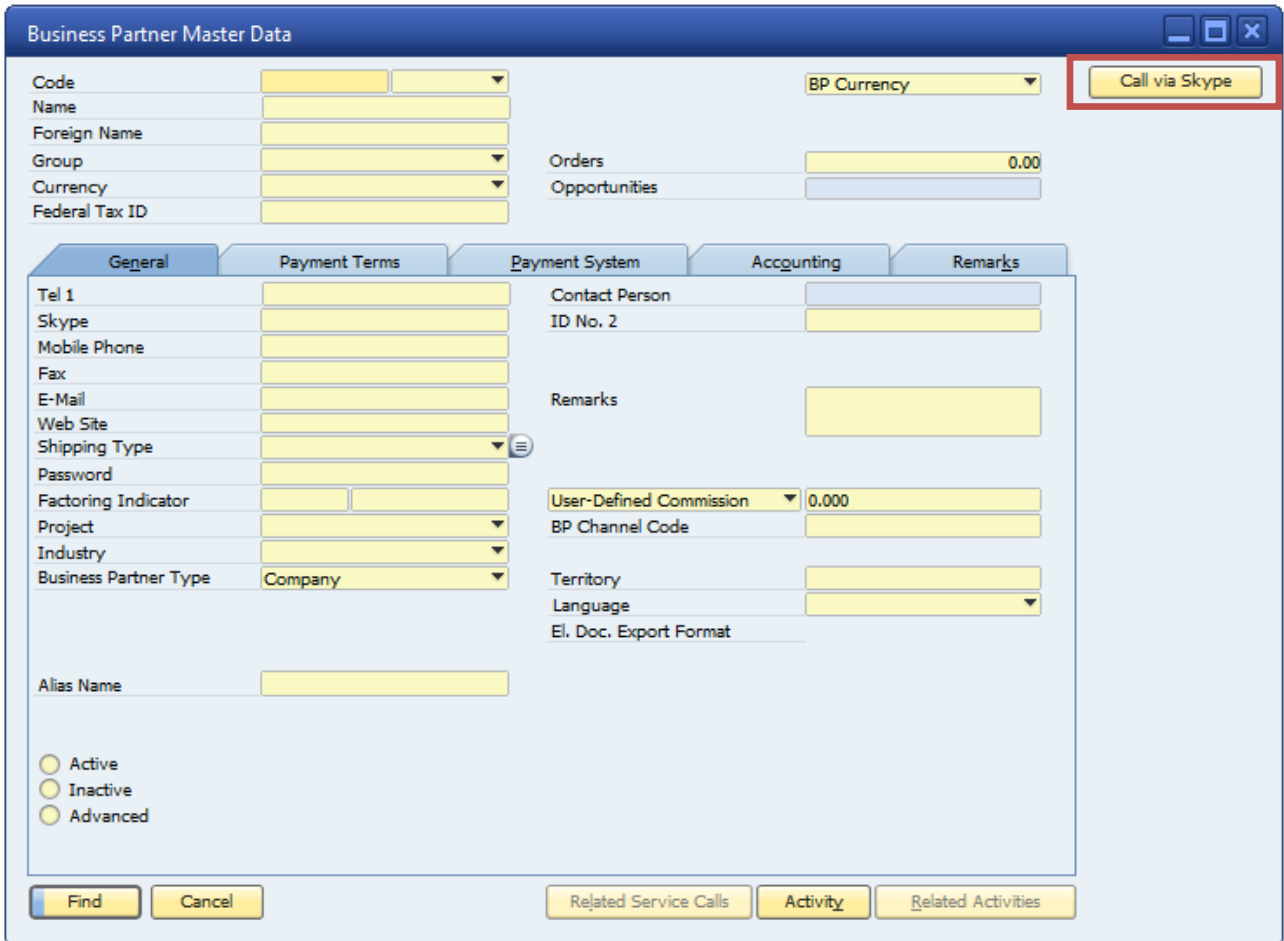 Business Partner Master Data
Code
BP Currency
Call via Skype
Name
Foreign Name
Group
Orders
0.00
Currency
Opportunities
Federal Tax ID
General
Payment Terms
Payment System
Accounting
Remarks
Tel 1
Contact Person
Skype
ID No. 2
Mobile Phone
Fax
E-Mail
Remarks
Web Site
Shipping Type
Password
Factoring Indicator
User-Defined Commission
0.000
Project
BP Channel Code
Industry
Business Partner Type
Company
Territory
Language
El. Doc. Export Format
Alias Name
Active
Inactive
Advanced
Find
Cancel
Related Service Calls
Activity
Related Activities